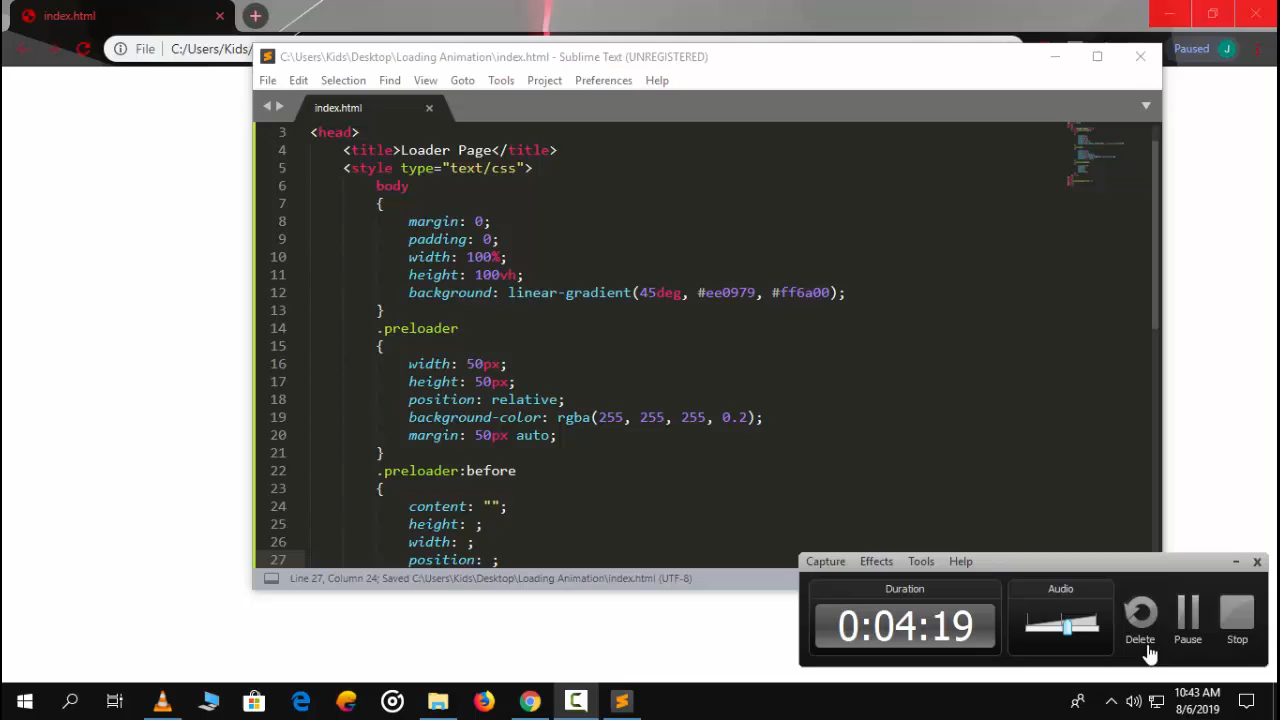 index.html
File
C:/Users/Kids/
Paused
J
C:\Users\Kids\Desktop\Loading Animation\index.html - Sublime Text (UNREGISTERED)
File Edit Selection View Find Goto Tools Project Preferences Help
index.html
3 <head>
4 <title>Loader Page</title>
5 <style type="text/css">
6 body
7 {
8 margin: 0;
9 padding: 0;
10 width: 100%;
11 height: 100vh;
12 background: linear-gradient(45deg, #ee0979, #ff6a00);
13 }
14 .preloader
15 {
16 width: 50px;
17 height: 50px;
18 position: relative;
19 background-color: rgba(255, 255, 255, 0.2);
20 margin: 50px auto;
21 }
22 .preloader:before
23 {
24 content: "";
25 height: ;
26 width: ;
27 position: ;
Line 27, Column 24; Saved C:\Users\Kids\Desktop\Loading Animation\index.html (UTF-8)
Capture Effects Tools Help
Duration
0:04:19
Audio
Delete
Pause
Stop
10:43 AM
8/6/2019